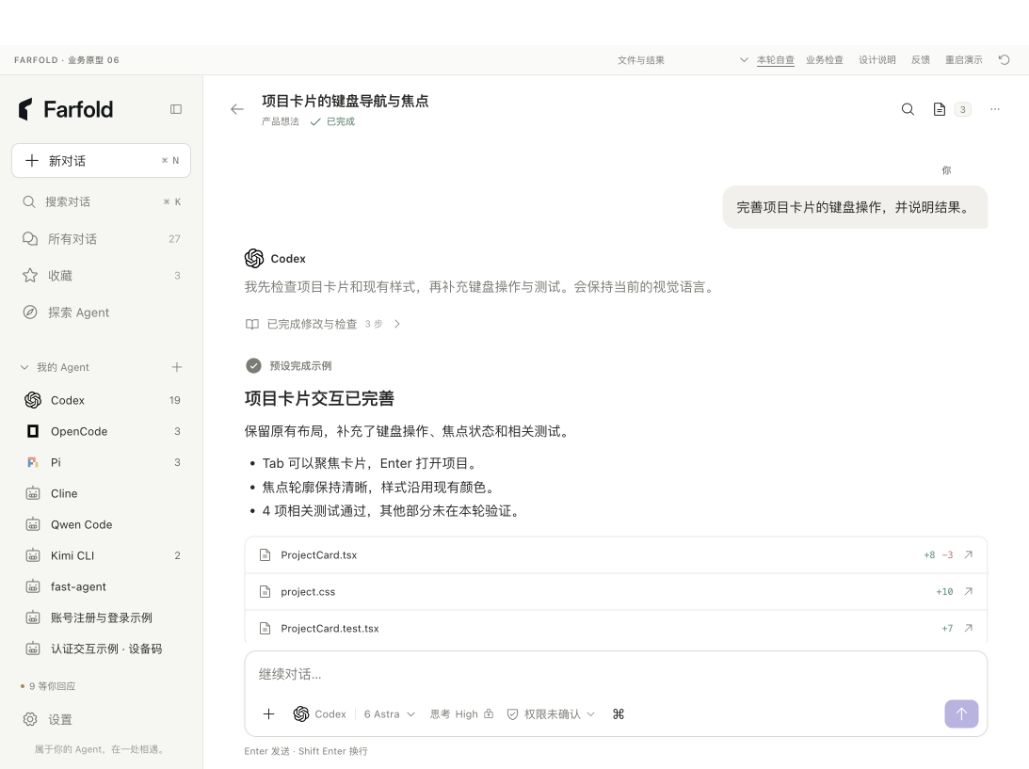 FARFOLD · 业务原型 06
文件与结果
本轮自查
业务检查
设计说明
反馈
重启演示
Farfold
新对话
⌘ N
搜索对话
⌘ K
所有对话
27
收藏
3
探索 Agent
我的 Agent
Codex
19
OpenCode
3
Pi
3
Cline
Qwen Code
Kimi CLI
2
fast-agent
账号注册与登录示例
认证交互示例 · 设备码
9 等你回应
设置
属于你的 Agent，在一处相遇。
项目卡片的键盘导航与焦点
产品想法
已完成
3
你
完善项目卡片的键盘操作，并说明结果。
Codex
我先检查项目卡片和现有样式，再补充键盘操作与测试。会保持当前的视觉语言。
已完成修改与检查 3 步
预设完成示例
项目卡片交互已完善
保留原有布局，补充了键盘操作、焦点状态和相关测试。
• Tab 可以聚焦卡片，Enter 打开项目。
• 焦点轮廓保持清晰，样式沿用现有颜色。
• 4 项相关测试通过，其他部分未在本轮验证。
ProjectCard.tsx
+8 −3
project.css
+10
ProjectCard.test.tsx
+7
继续对话...
Codex
6 Astra
思考 High
权限未确认
⌘
Enter 发送 · Shift Enter 换行